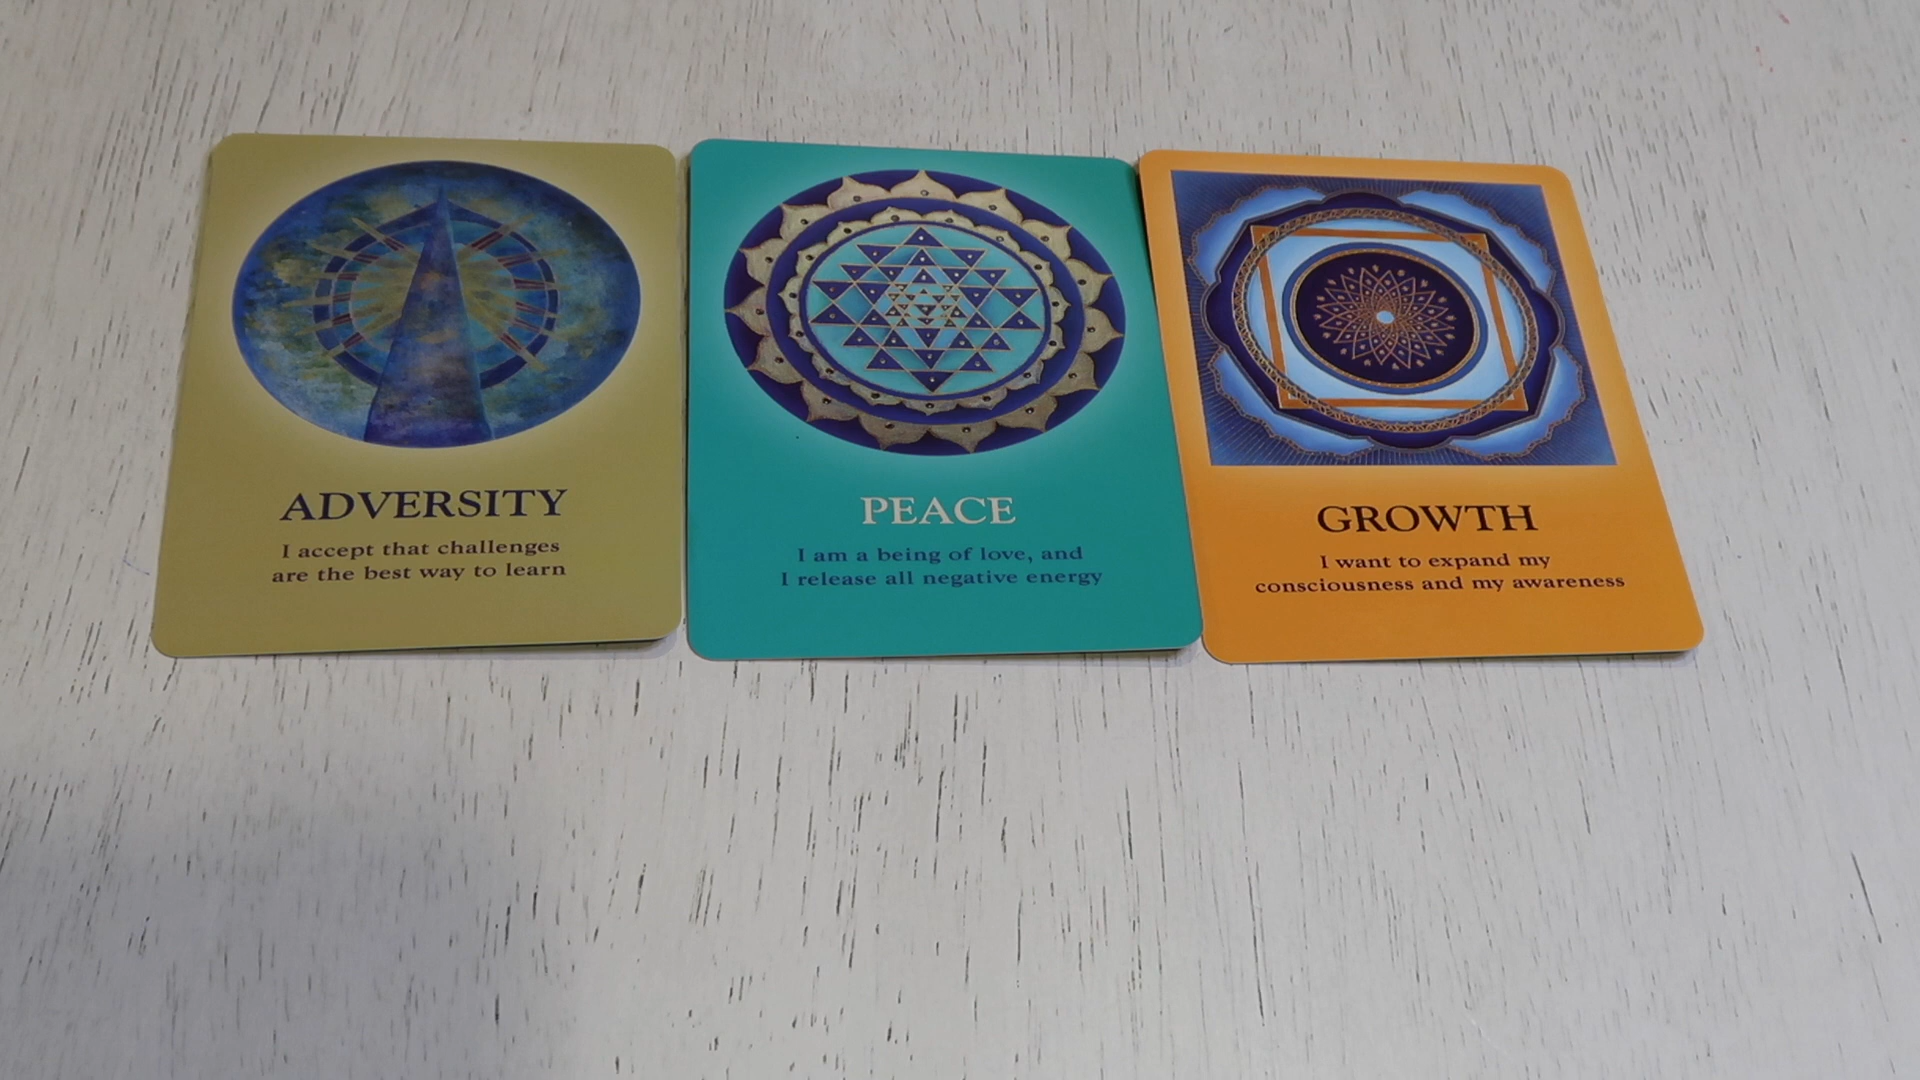 ADVERSITY
I accept that challenges
are the best way to learn
PEACE
I am a being of love, and
I release all negative energy
GROWTH
I want to expand my
consciousness and my awareness